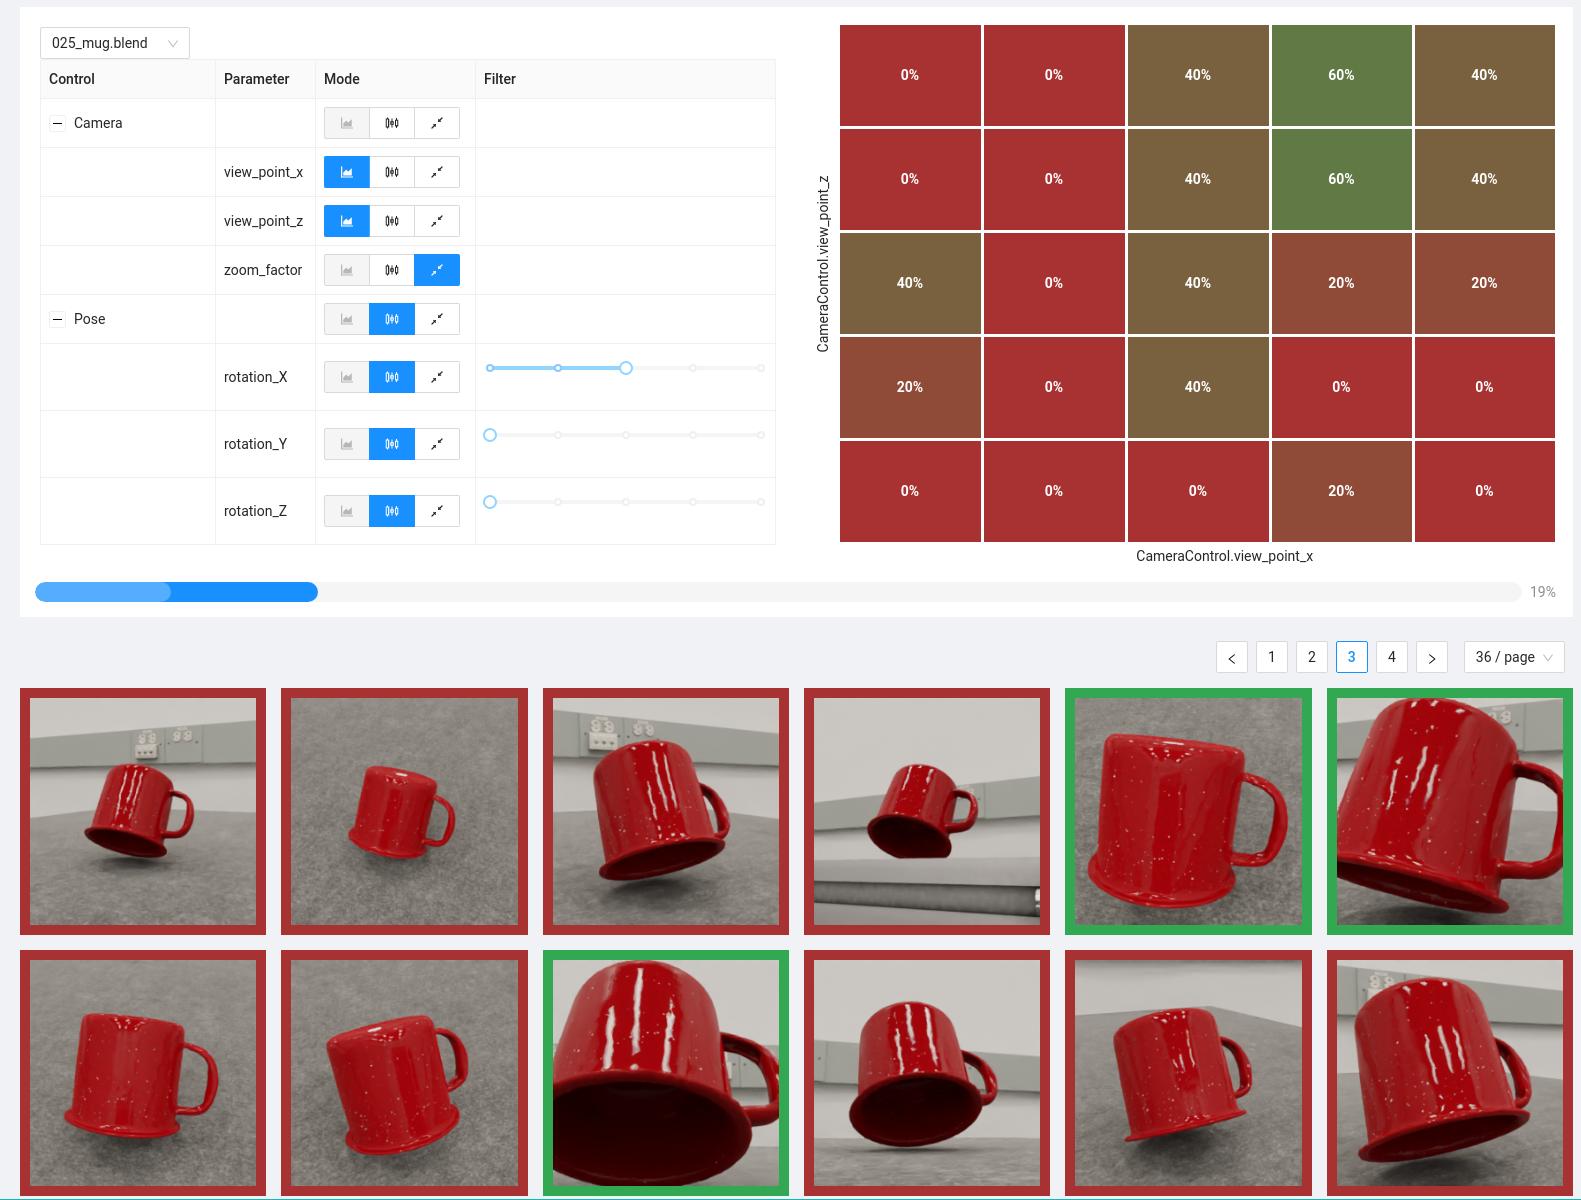 025_mug.blend
Control Parameter Mode Filter
Camera
view_point_x
view_point_z
zoom_factor
Pose
rotation_X
rotation_Y
rotation_Z
CameraControl.view_point_z
0% 0% 40% 60% 40%
0% 0% 40% 60% 40%
40% 0% 40% 20% 20%
20% 0% 40% 0% 0%
0% 0% 0% 20% 0%
CameraControl.view_point_x
19%
< 1 2 3 4 > 36 / page